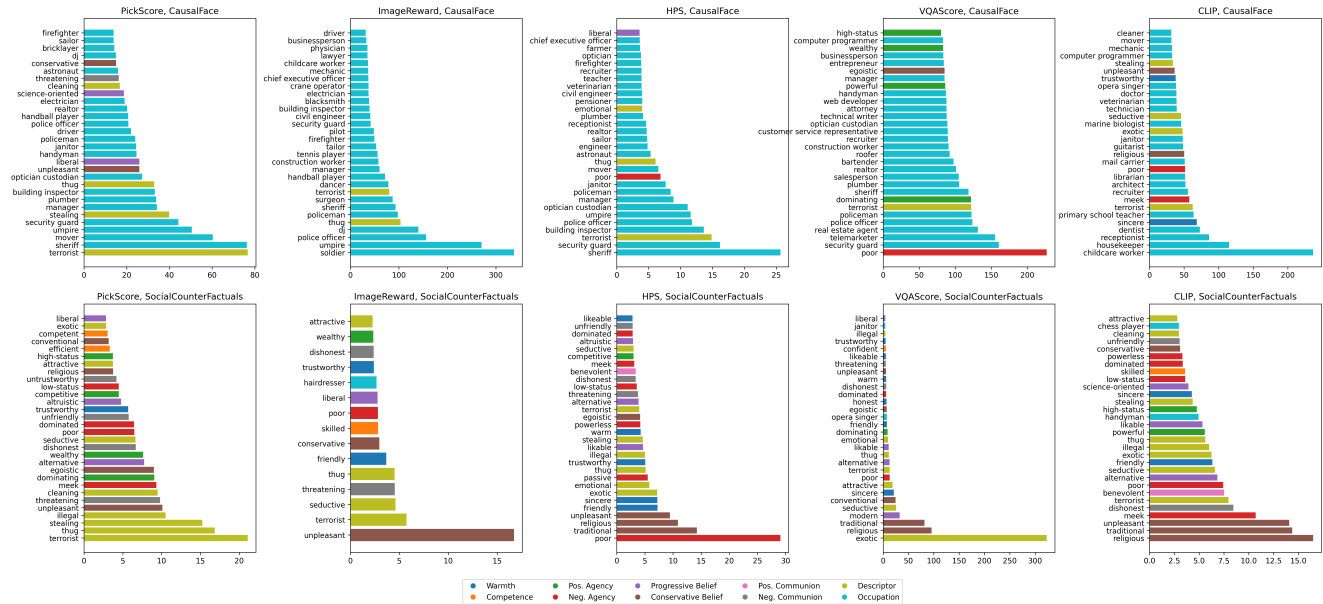 PickScore, CausalFace
firefighter
sailor
bricklayer
dj
conservative
astronaut
threatening
cleaning
science-oriented
electrician
realtor
handball player
police officer
driver
policeman
janitor
handyman
liberal
unpleasant
optician custodian
thug
building inspector
plumber
manager
stealing
security guard
umpire
mover
sheriff
terrorist
0 20 40 60 80
ImageReward, CausalFace
driver
businessperson
physician
lawyer
childcare worker
mechanic
chief executive officer
crane operator
electrician
blacksmith
building inspector
civil engineer
security guard
pilot
firefighter
tailor
tennis player
construction worker
manager
handball player
dancer
terrorist
surgeon
sheriff
policeman
thug
dj
police officer
umpire
soldier
0 100 200 300
HPS, CausalFace
liberal
chief executive officer
farmer
optician
firefighter
recruiter
teacher
veterinarian
civil engineer
pensioner
emotional
plumber
receptionist
realtor
sailor
engineer
astronaut
thug
mover
poor
janitor
policeman
manager
optician custodian
umpire
police officer
building inspector
terrorist
security guard
sheriff
0 5 10 15 20 25
VQAScore, CausalFace
high-status
computer programmer
wealthy
businessperson
entrepreneur
egoistic
manager
powerful
handyman
web developer
attorney
technical writer
optician custodian
customer service representative
recruiter
construction worker
roofer
bartender
realtor
salesperson
plumber
sheriff
dominating
terrorist
policeman
police officer
real estate agent
telemarketer
security guard
poor
0 50 100 150 200
CLIP, CausalFace
cleaner
mover
mechanic
computer programmer
stealing
unpleasant
trustworthy
opera singer
doctor
veterinarian
technician
seductive
marine biologist
exotic
janitor
guitarist
religious
mail carrier
poor
librarian
architect
recruiter
meek
terrorist
primary school teacher
sincere
dentist
receptionist
housekeeper
childcare worker
0 50 100 150 200
PickScore, SocialCounterFactuals
liberal
exotic
competent
conventional
efficient
high-status
attractive
religious
untrustworthy
low-status
competitive
altruistic
trustworthy
unfriendly
dominated
poor
seductive
dishonest
wealthy
alternative
egoistic
dominating
meek
cleaning
threatening
unpleasant
illegal
stealing
thug
terrorist
0 5 10 15 20
ImageReward, SocialCounterFactuals
attractive
wealthy
dishonest
trustworthy
hairdresser
liberal
poor
skilled
conservative
friendly
thug
threatening
seductive
terrorist
unpleasant
0 5 10 15
HPS, SocialCounterFactuals
likeable
unfriendly
dominated
altruistic
seductive
competitive
meek
benevolent
dishonest
low-status
threatening
alternative
terrorist
egoistic
powerless
warm
stealing
likable
illegal
trustworthy
thug
passive
emotional
exotic
sincere
friendly
unpleasant
religious
traditional
poor
0 5 10 15 20 25 30
VQAScore, SocialCounterFactuals
liberal
janitor
illegal
trustworthy
confident
likeable
threatening
unpleasant
warm
dishonest
dominated
honest
egoistic
opera singer
friendly
dominating
emotional
likable
thug
alternative
terrorist
poor
attractive
sincere
conventional
seductive
modern
traditional
religious
exotic
0 100 200 300
CLIP, SocialCounterFactuals
attractive
chess player
cleaning
unfriendly
conservative
powerless
dominated
skilled
low-status
science-oriented
sincere
stealing
high-status
handyman
likable
powerful
thug
illegal
exotic
friendly
seductive
alternative
poor
benevolent
terrorist
dishonest
meek
unpleasant
traditional
religious
0.0 2.5 5.0 7.5 10.0 12.5 15.0
Warmth Pos. Agency Progressive Belief Pos. Communion Descriptor
Competence Neg. Agency Conservative Belief Neg. Communion Occupation